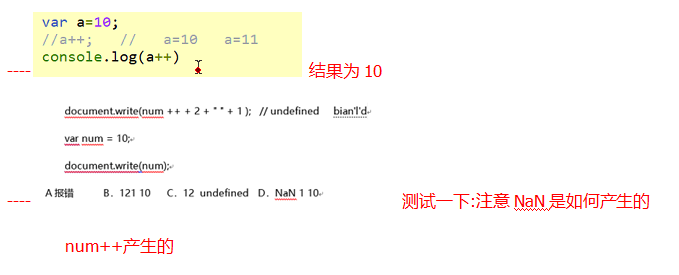 var a=10;
//a++; // a=10 a=11
console.log(a++)
---- 结果为 10
document.write(num ++ + 2 + " " + 1 ); // undefined bian'l'd
var num = 10;
document.write(num);
A 报错 B. 121 10 C. 12 undefined D. NaN 1 10
---- 测试一下:注意 NaN 是如何产生的
num++产生的